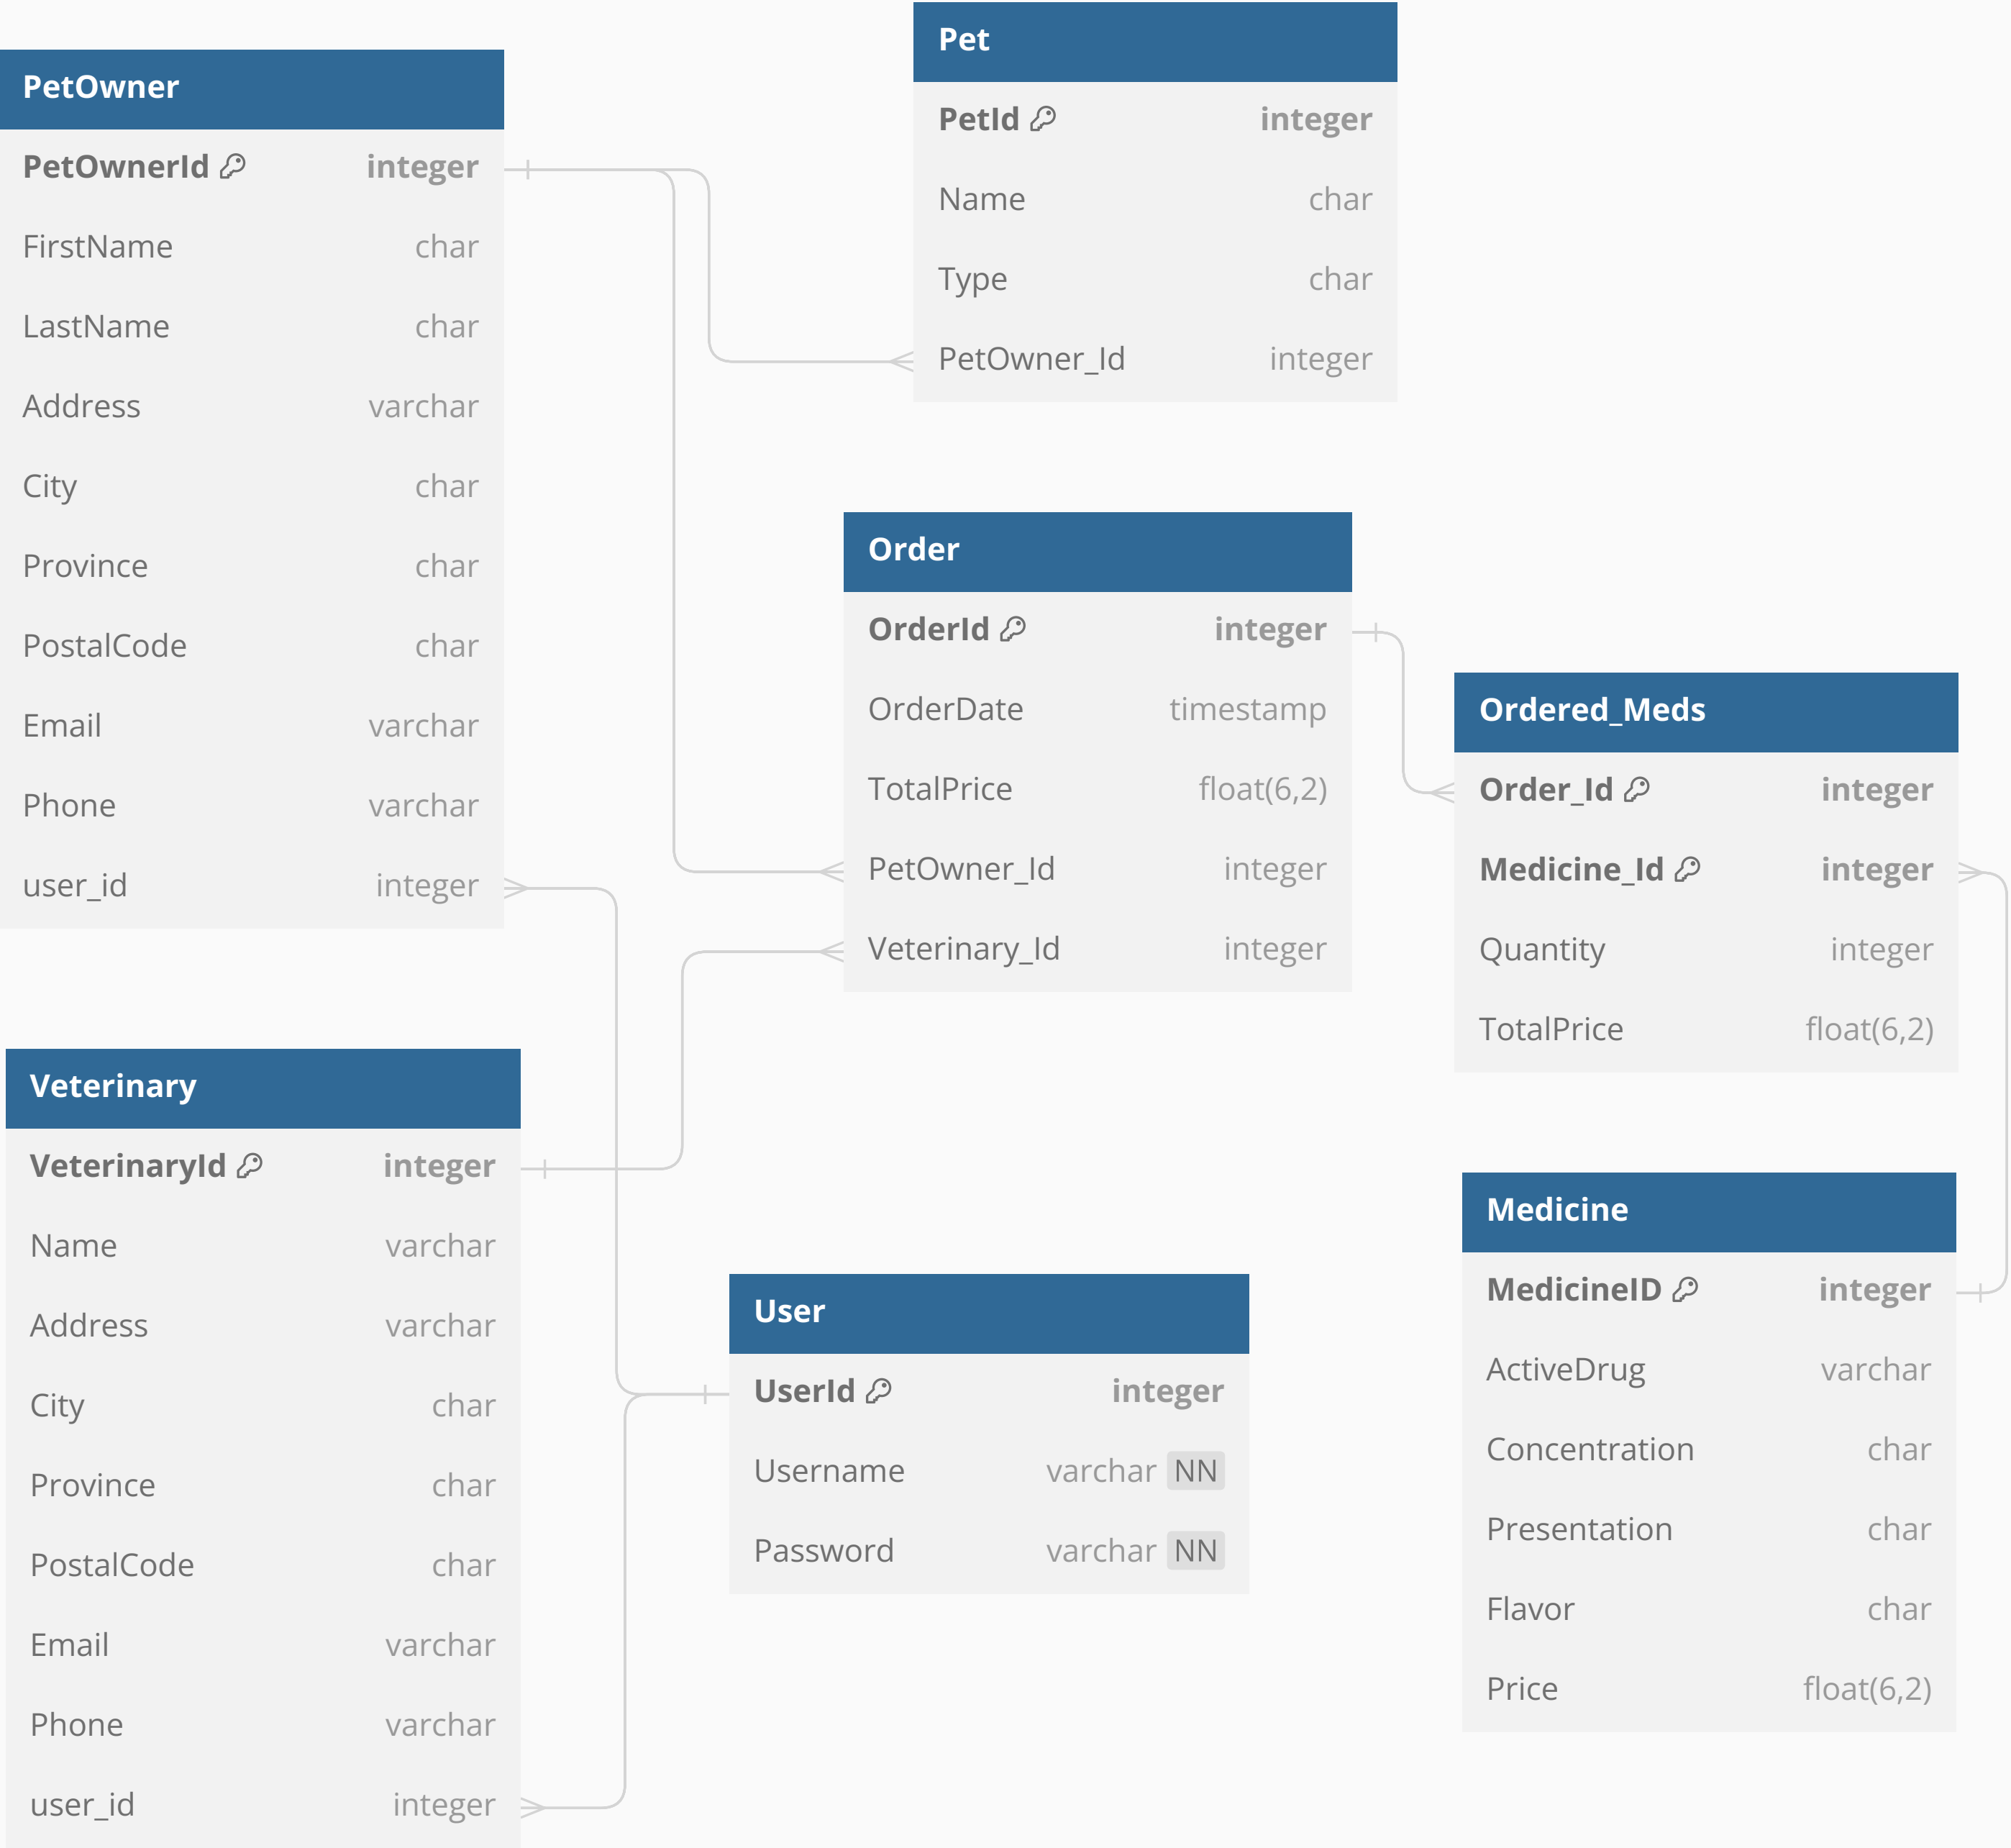 PetOwner
PetOwnerId integer
FirstName char
LastName char
Address varchar
City char
Province char
PostalCode char
Email varchar
Phone varchar
user_id integer
Pet
PetId integer
Name char
Type char
PetOwner_Id integer
Order
OrderId integer
OrderDate timestamp
TotalPrice float(6,2)
PetOwner_Id integer
Veterinary_Id integer
Ordered_Meds
Order_Id integer
Medicine_Id integer
Quantity integer
TotalPrice float(6,2)
Veterinary
VeterinaryId integer
Name varchar
Address varchar
City char
Province char
PostalCode char
Email varchar
Phone varchar
user_id integer
User
UserId integer
Username varchar NN
Password varchar NN
Medicine
MedicineID integer
ActiveDrug varchar
Concentration char
Presentation char
Flavor char
Price float(6,2)